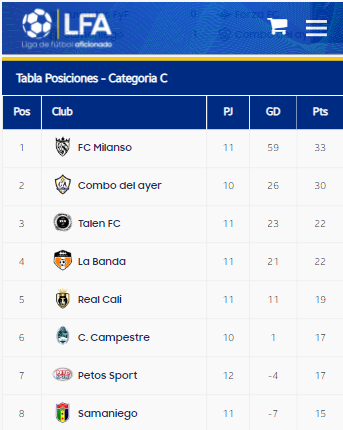 LFA
Liga de fútbol aficionado
Tabla Posiciones - Categoria C
Pos Club PJ GD Pts
1 FC Milanso 11 59 33
2 Combo del ayer 10 26 30
3 Talen FC 11 23 22
4 La Banda 11 21 22
5 Real Cali 11 11 19
6 C. Campestre 10 1 17
7 Petos Sport 12 -4 17
8 Samaniego 11 -7 15